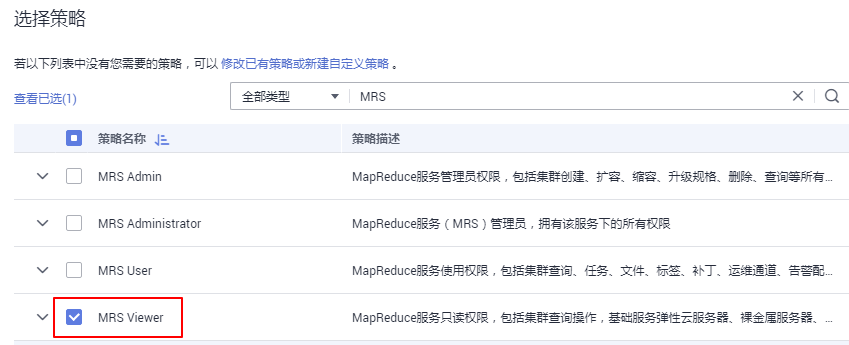 选择策略
若以下列表中没有您需要的策略，可以 修改已有策略或新建自定义策略 。
查看已选(1) 全部类型 MRS
策略名称 策略描述
MRS Admin MapReduce服务管理员权限，包括集群创建、扩容、缩容、升级规格、删除、查询等所有...
MRS Administrator MapReduce服务（MRS）管理员，拥有该服务下的所有权限
MRS User MapReduce服务使用权限，包括集群查询、任务、文件、标签、补丁、运维通道、告警配...
MRS Viewer MapReduce服务只读权限，包括集群查询操作，基础服务弹性云服务器、裸金属服务器、...